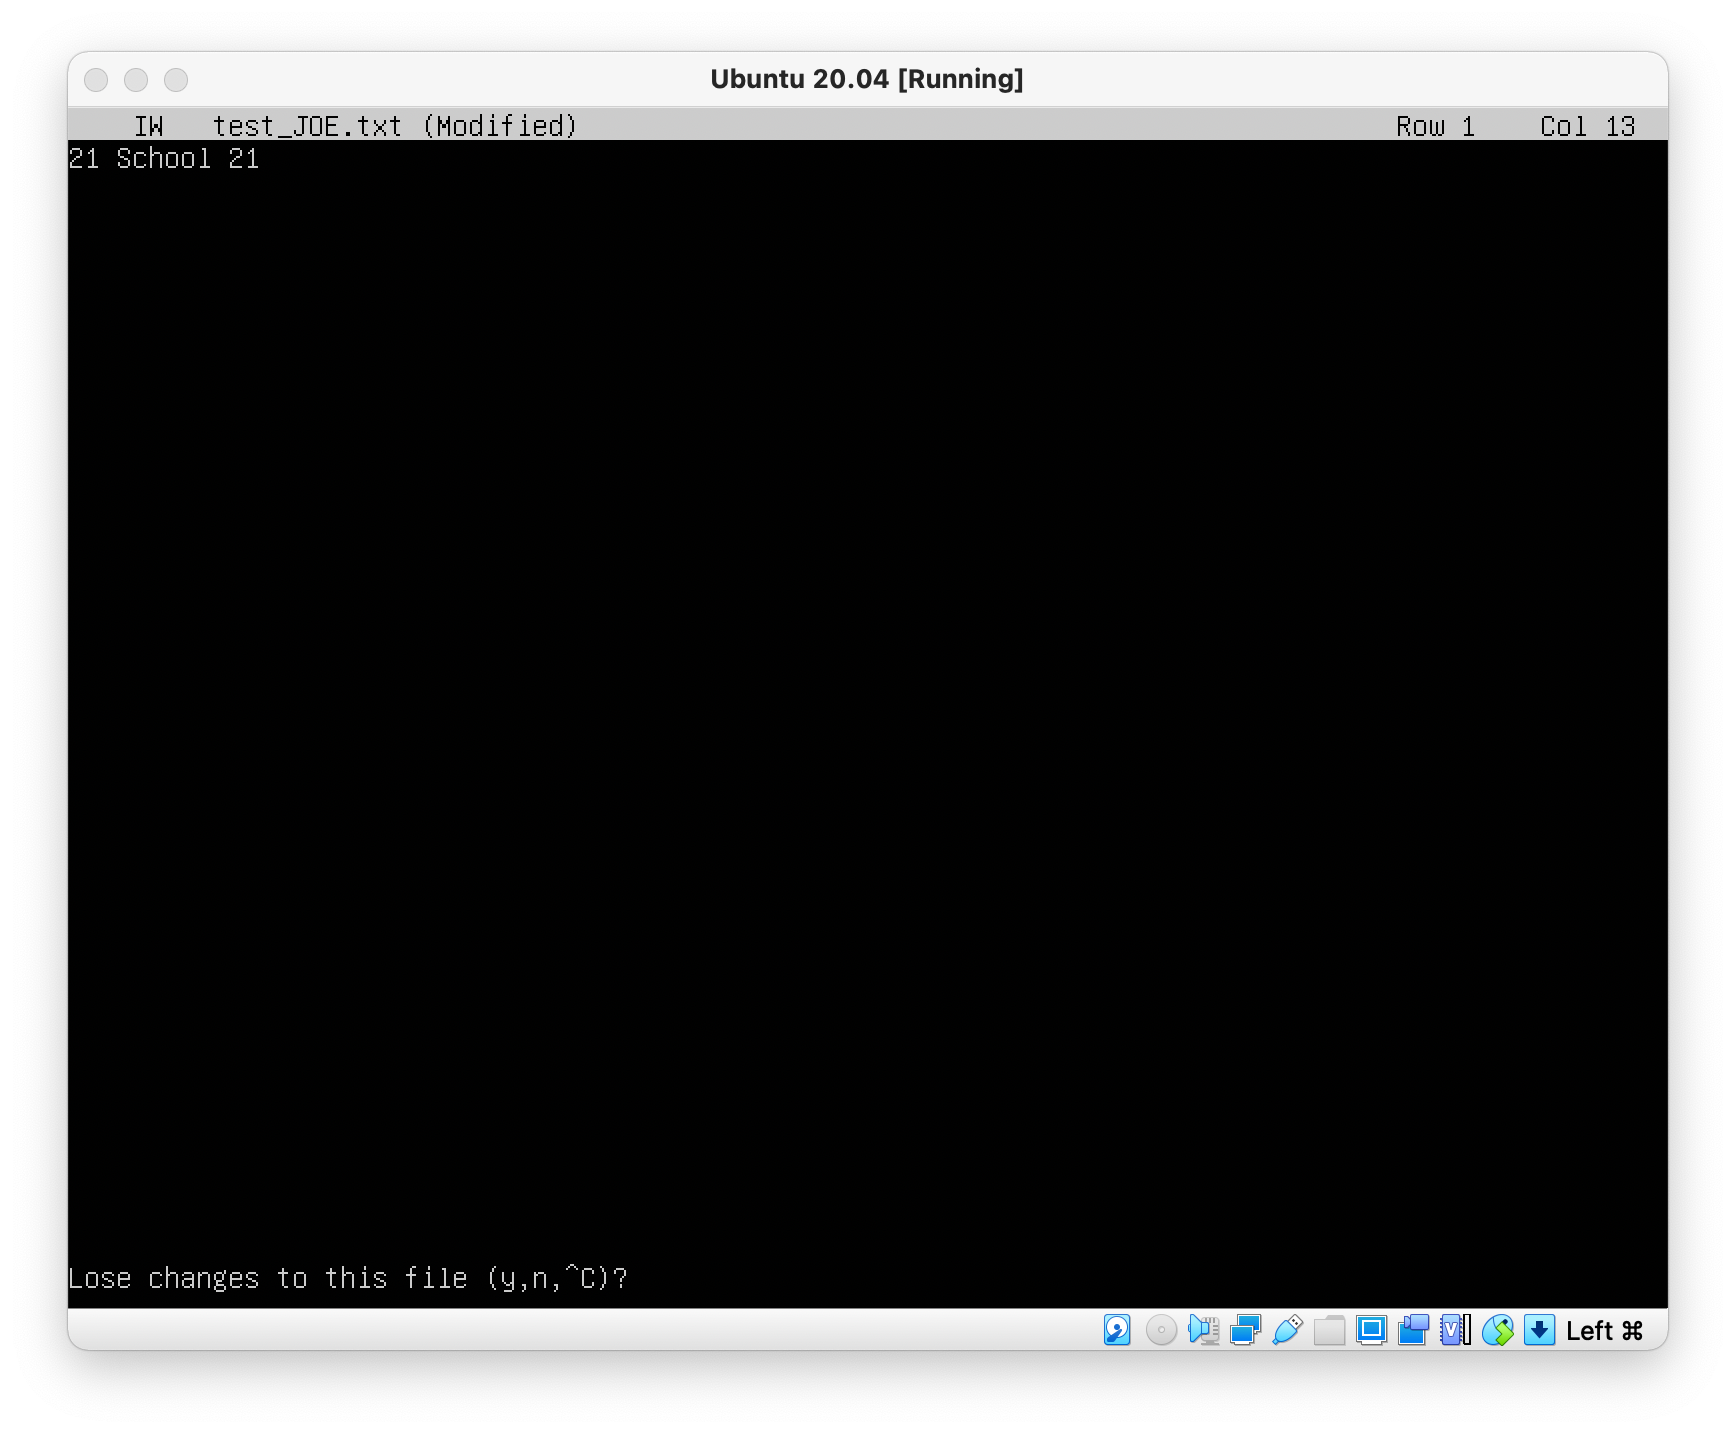 Ubuntu 20.04 [Running]
IW test_JOE.txt (Modified) Row 1 Col 13
21 School 21
Lose changes to this file (y,n,^C)?
V Left ⌘